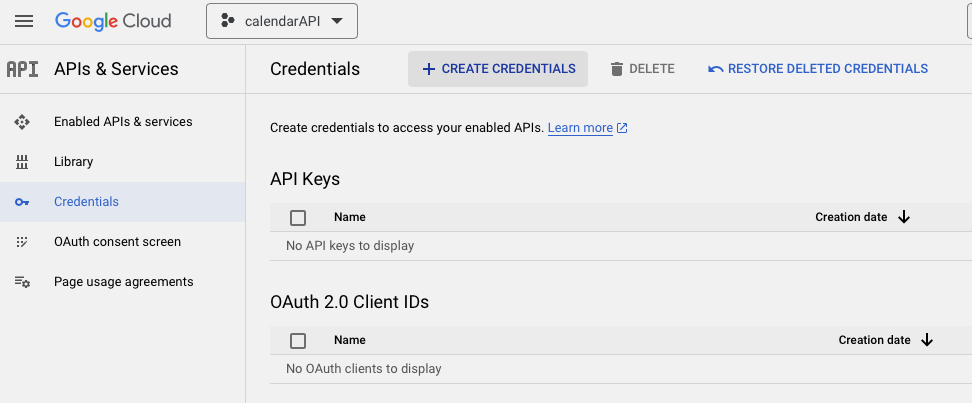 Google Cloud
calendarAPI
API APIs & Services
Credentials
CREATE CREDENTIALS
DELETE
RESTORE DELETED CREDENTIALS
Enabled APIs & services
Library
Credentials
OAuth consent screen
Page usage agreements
Create credentials to access your enabled APIs. Learn more
API Keys
Name Creation date
No API keys to display
OAuth 2.0 Client IDs
Name Creation date
No OAuth clients to display